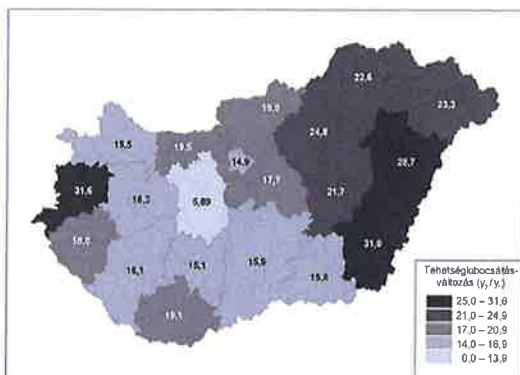 22,6
23,3
19,0
24,8
15,5
19,5
14,9
28,7
31,6
16,3
17,7
6,89
21,7
18,8
31,0
16,1
15,1
15,9
15,8
19,1
Tehetségkibocsátás-
változás (y₂/y₁)
25,0 – 31,6
21,0 – 24,9
17,0 – 20,9
14,0 – 16,9
0,0 – 13,9